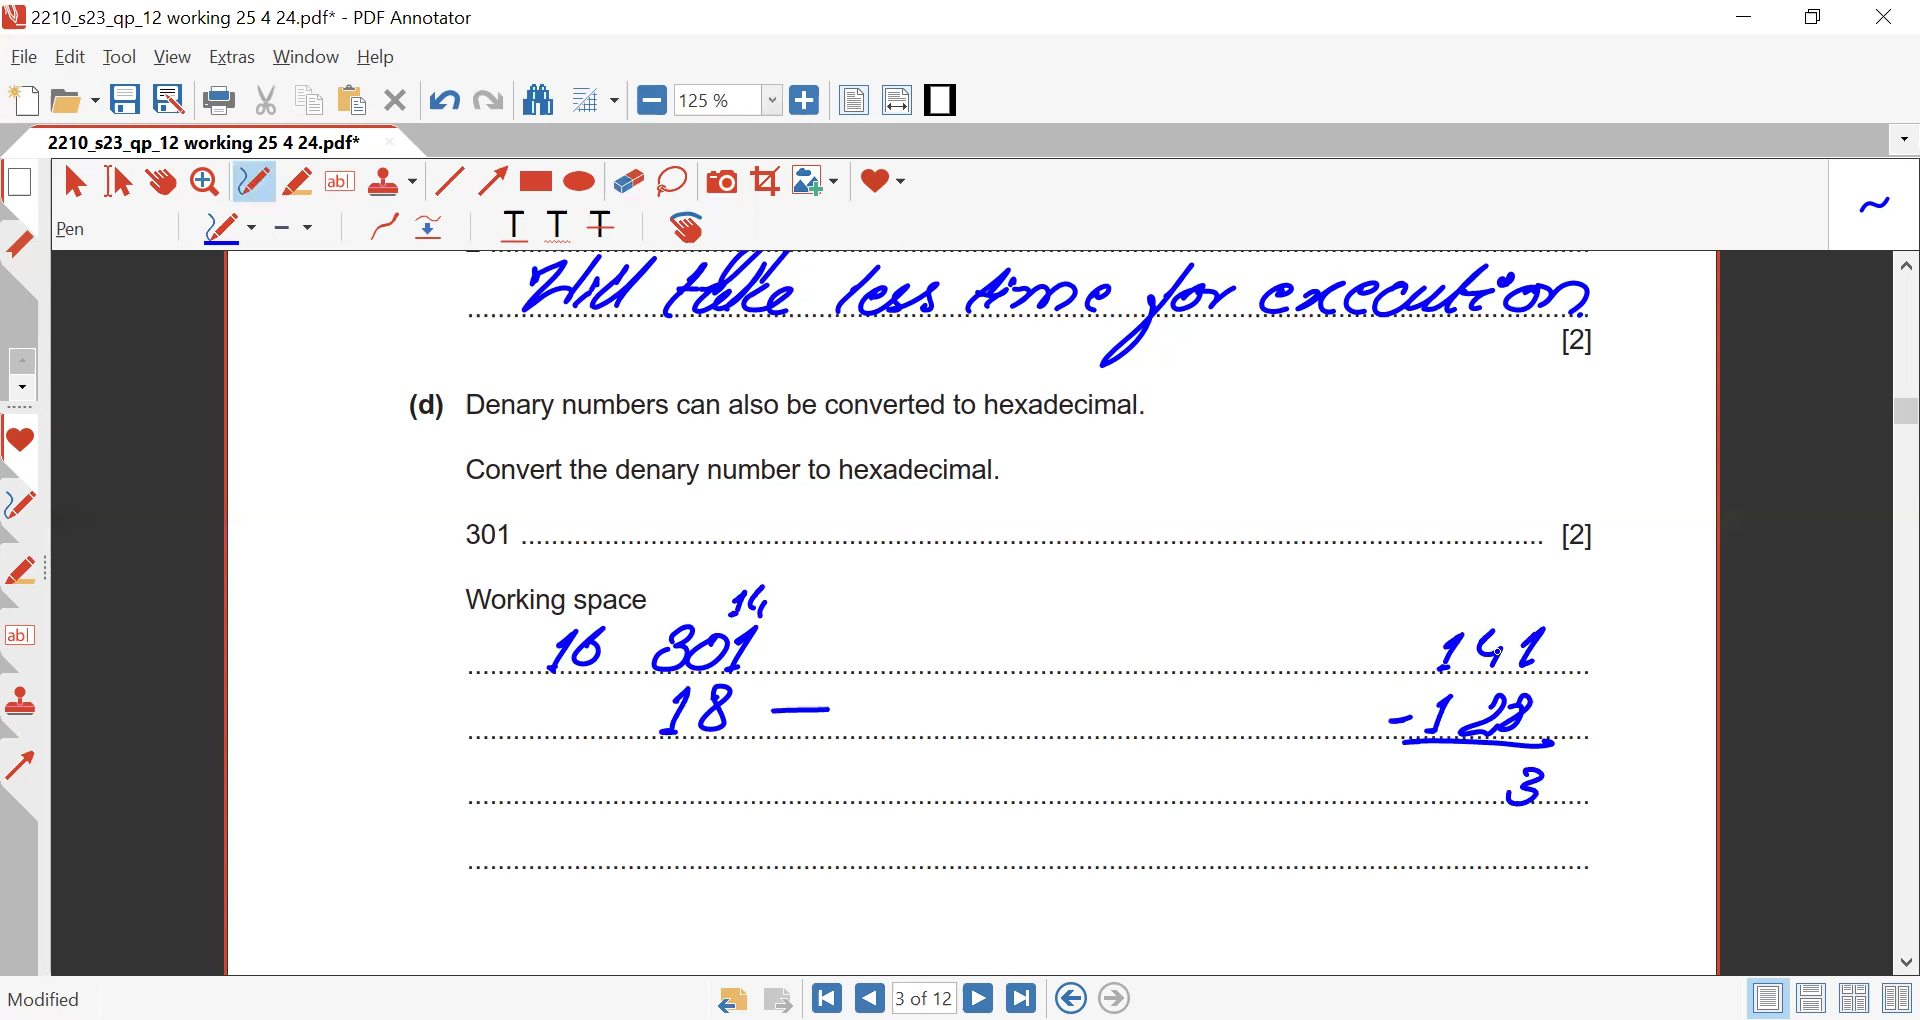 2210_s23_qp_12 working 25 4 24.pdf* - PDF Annotator
File Edit Tool View Extras Window Help
125 %
2210_s23_qp_12 working 25 4 24.pdf*
ab|
Pen
T T T
Will take less time for execution
[2]
(d) Denary numbers can also be converted to hexadecimal.
Convert the denary number to hexadecimal.
301 [2]
Working space
14
16 301 141
18 — -128
3
ab|
Modified
3 of 12